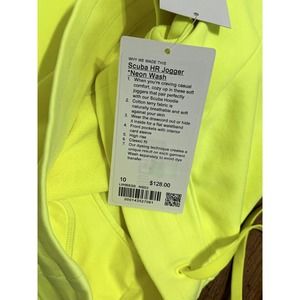 WHY WE MADE THIS
Scuba HR Jogger
*Neon Wash
1. When you're craving casual
comfort, cozy up in these soft
joggers that pair perfectly
with our Scuba Hoodie
2. Cotton terry fabric is
naturally breathable and soft
against your skin
3. Wear the drawcord out or hide
it inside for a flat waistband
4. Front pockets with interior
card sleeve
5. High rise
6. Classic fit
7. Our dyeing technique creates a
unique result on each garment
Wash separately to avoid dye
transfer
10
$128.00